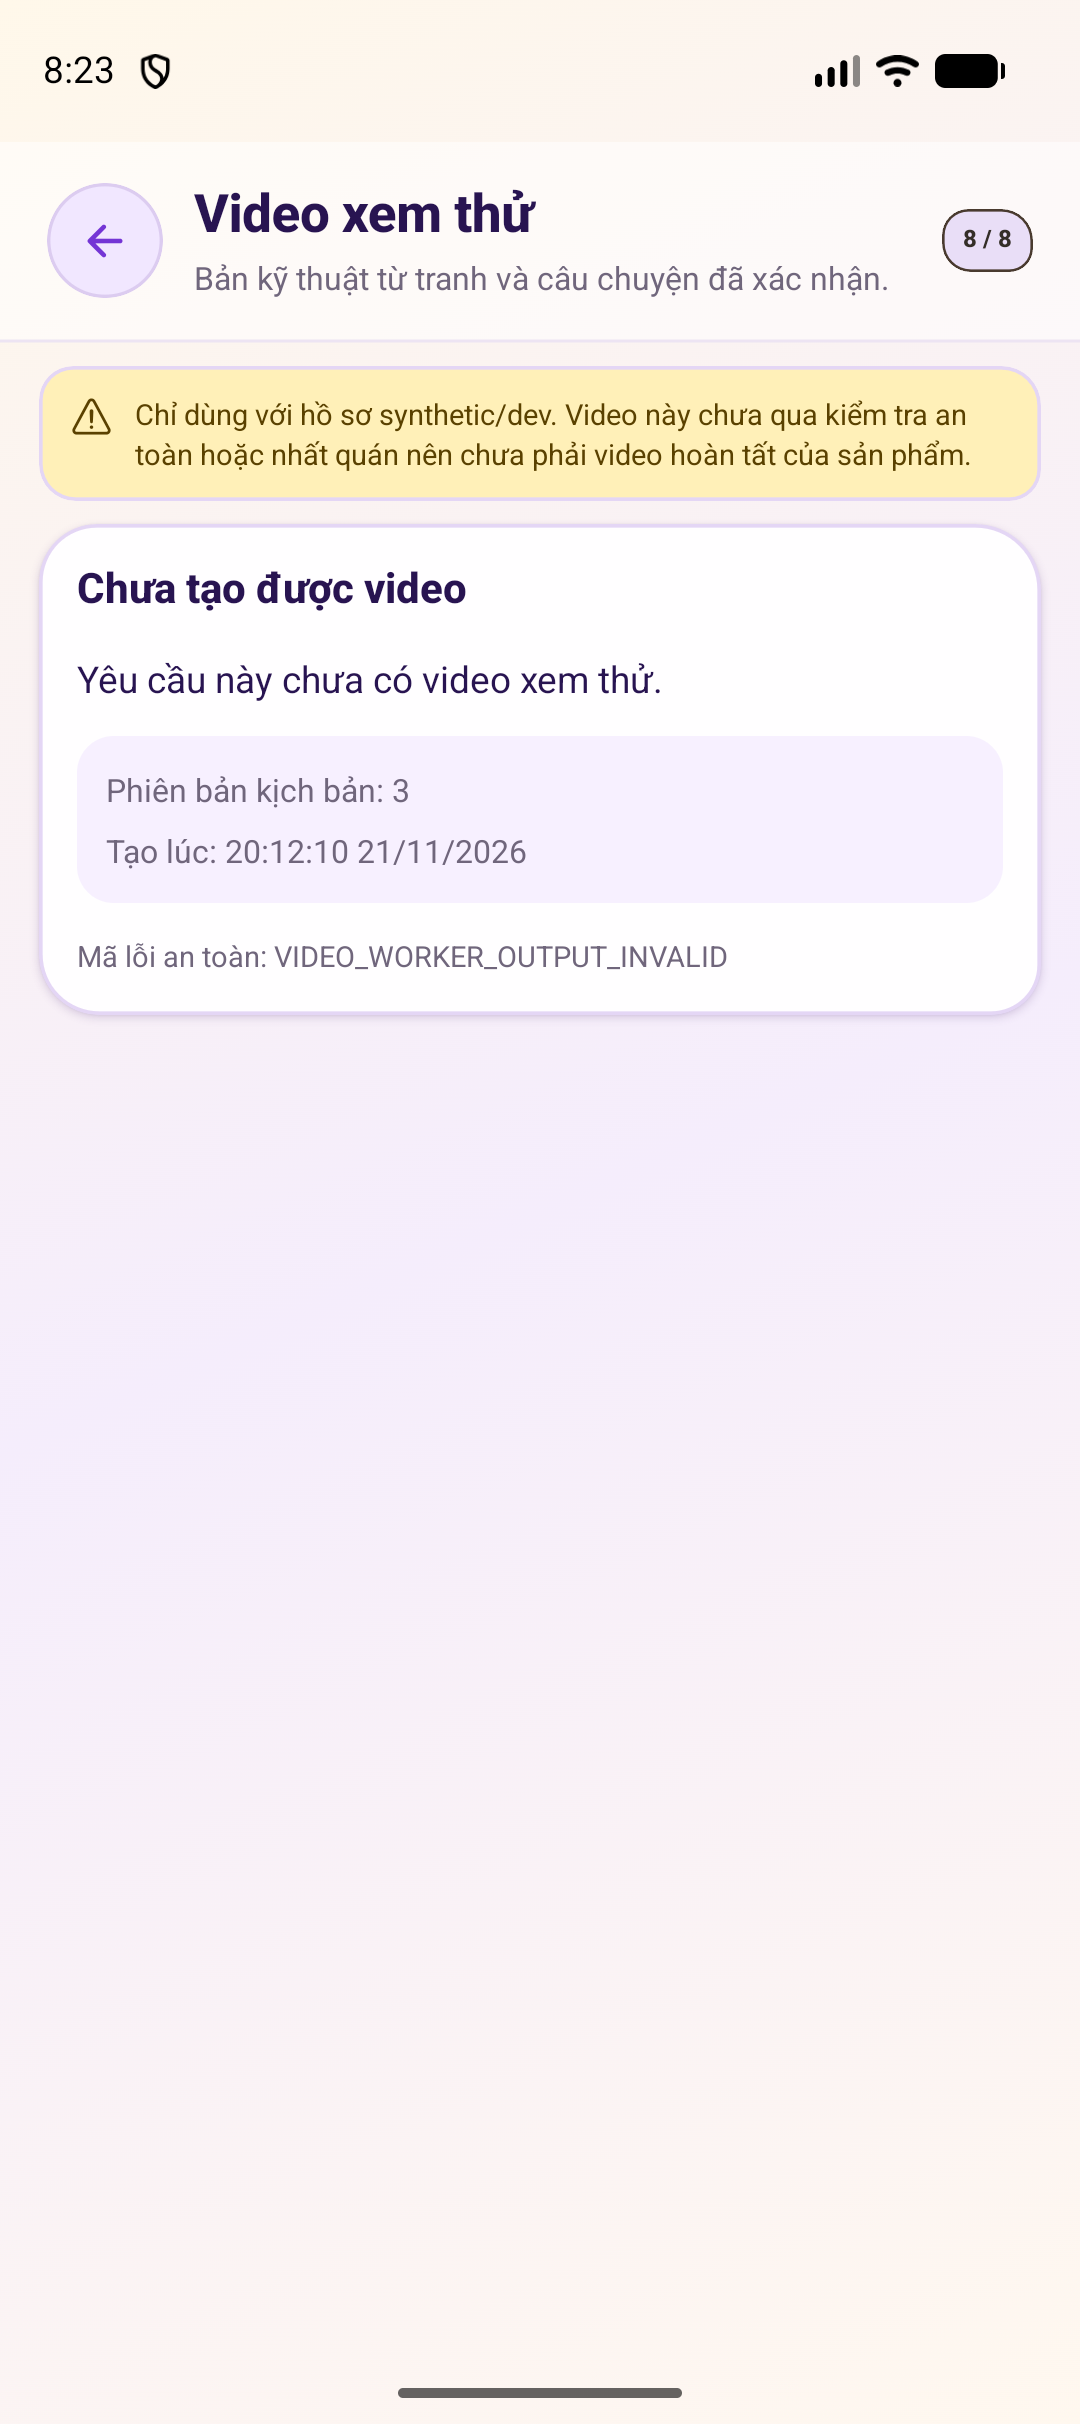 8:23
Video xem thử
Bản kỹ thuật từ tranh và câu chuyện đã xác nhận.
8 / 8
Chỉ dùng với hồ sơ synthetic/dev. Video này chưa qua kiểm tra an
toàn hoặc nhất quán nên chưa phải video hoàn tất của sản phẩm.
Chưa tạo được video
Yêu cầu này chưa có video xem thử.
Phiên bản kịch bản: 3
Tạo lúc: 20:12:10 21/11/2026
Mã lỗi an toàn: VIDEO_WORKER_OUTPUT_INVALID